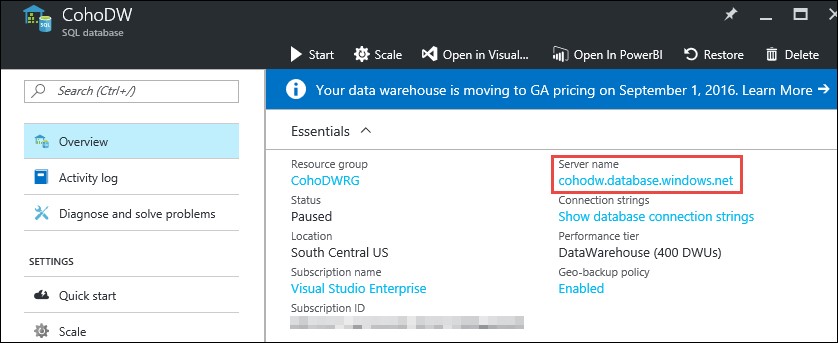 CohoDW
SQL database
Start Scale Open in Visual... Open In PowerBI Restore Delete
Search (Ctrl+/)
Your data warehouse is moving to GA pricing on September 1, 2016. Learn More →
Overview
Activity log
Diagnose and solve problems
SETTINGS
Quick start
Scale
Essentials
Resource group
CohoDWRG
Status
Paused
Location
South Central US
Subscription name
Visual Studio Enterprise
Subscription ID
Server name
cohodw.database.windows.net
Connection strings
Show database connection strings
Performance tier
DataWarehouse (400 DWUs)
Geo-backup policy
Enabled